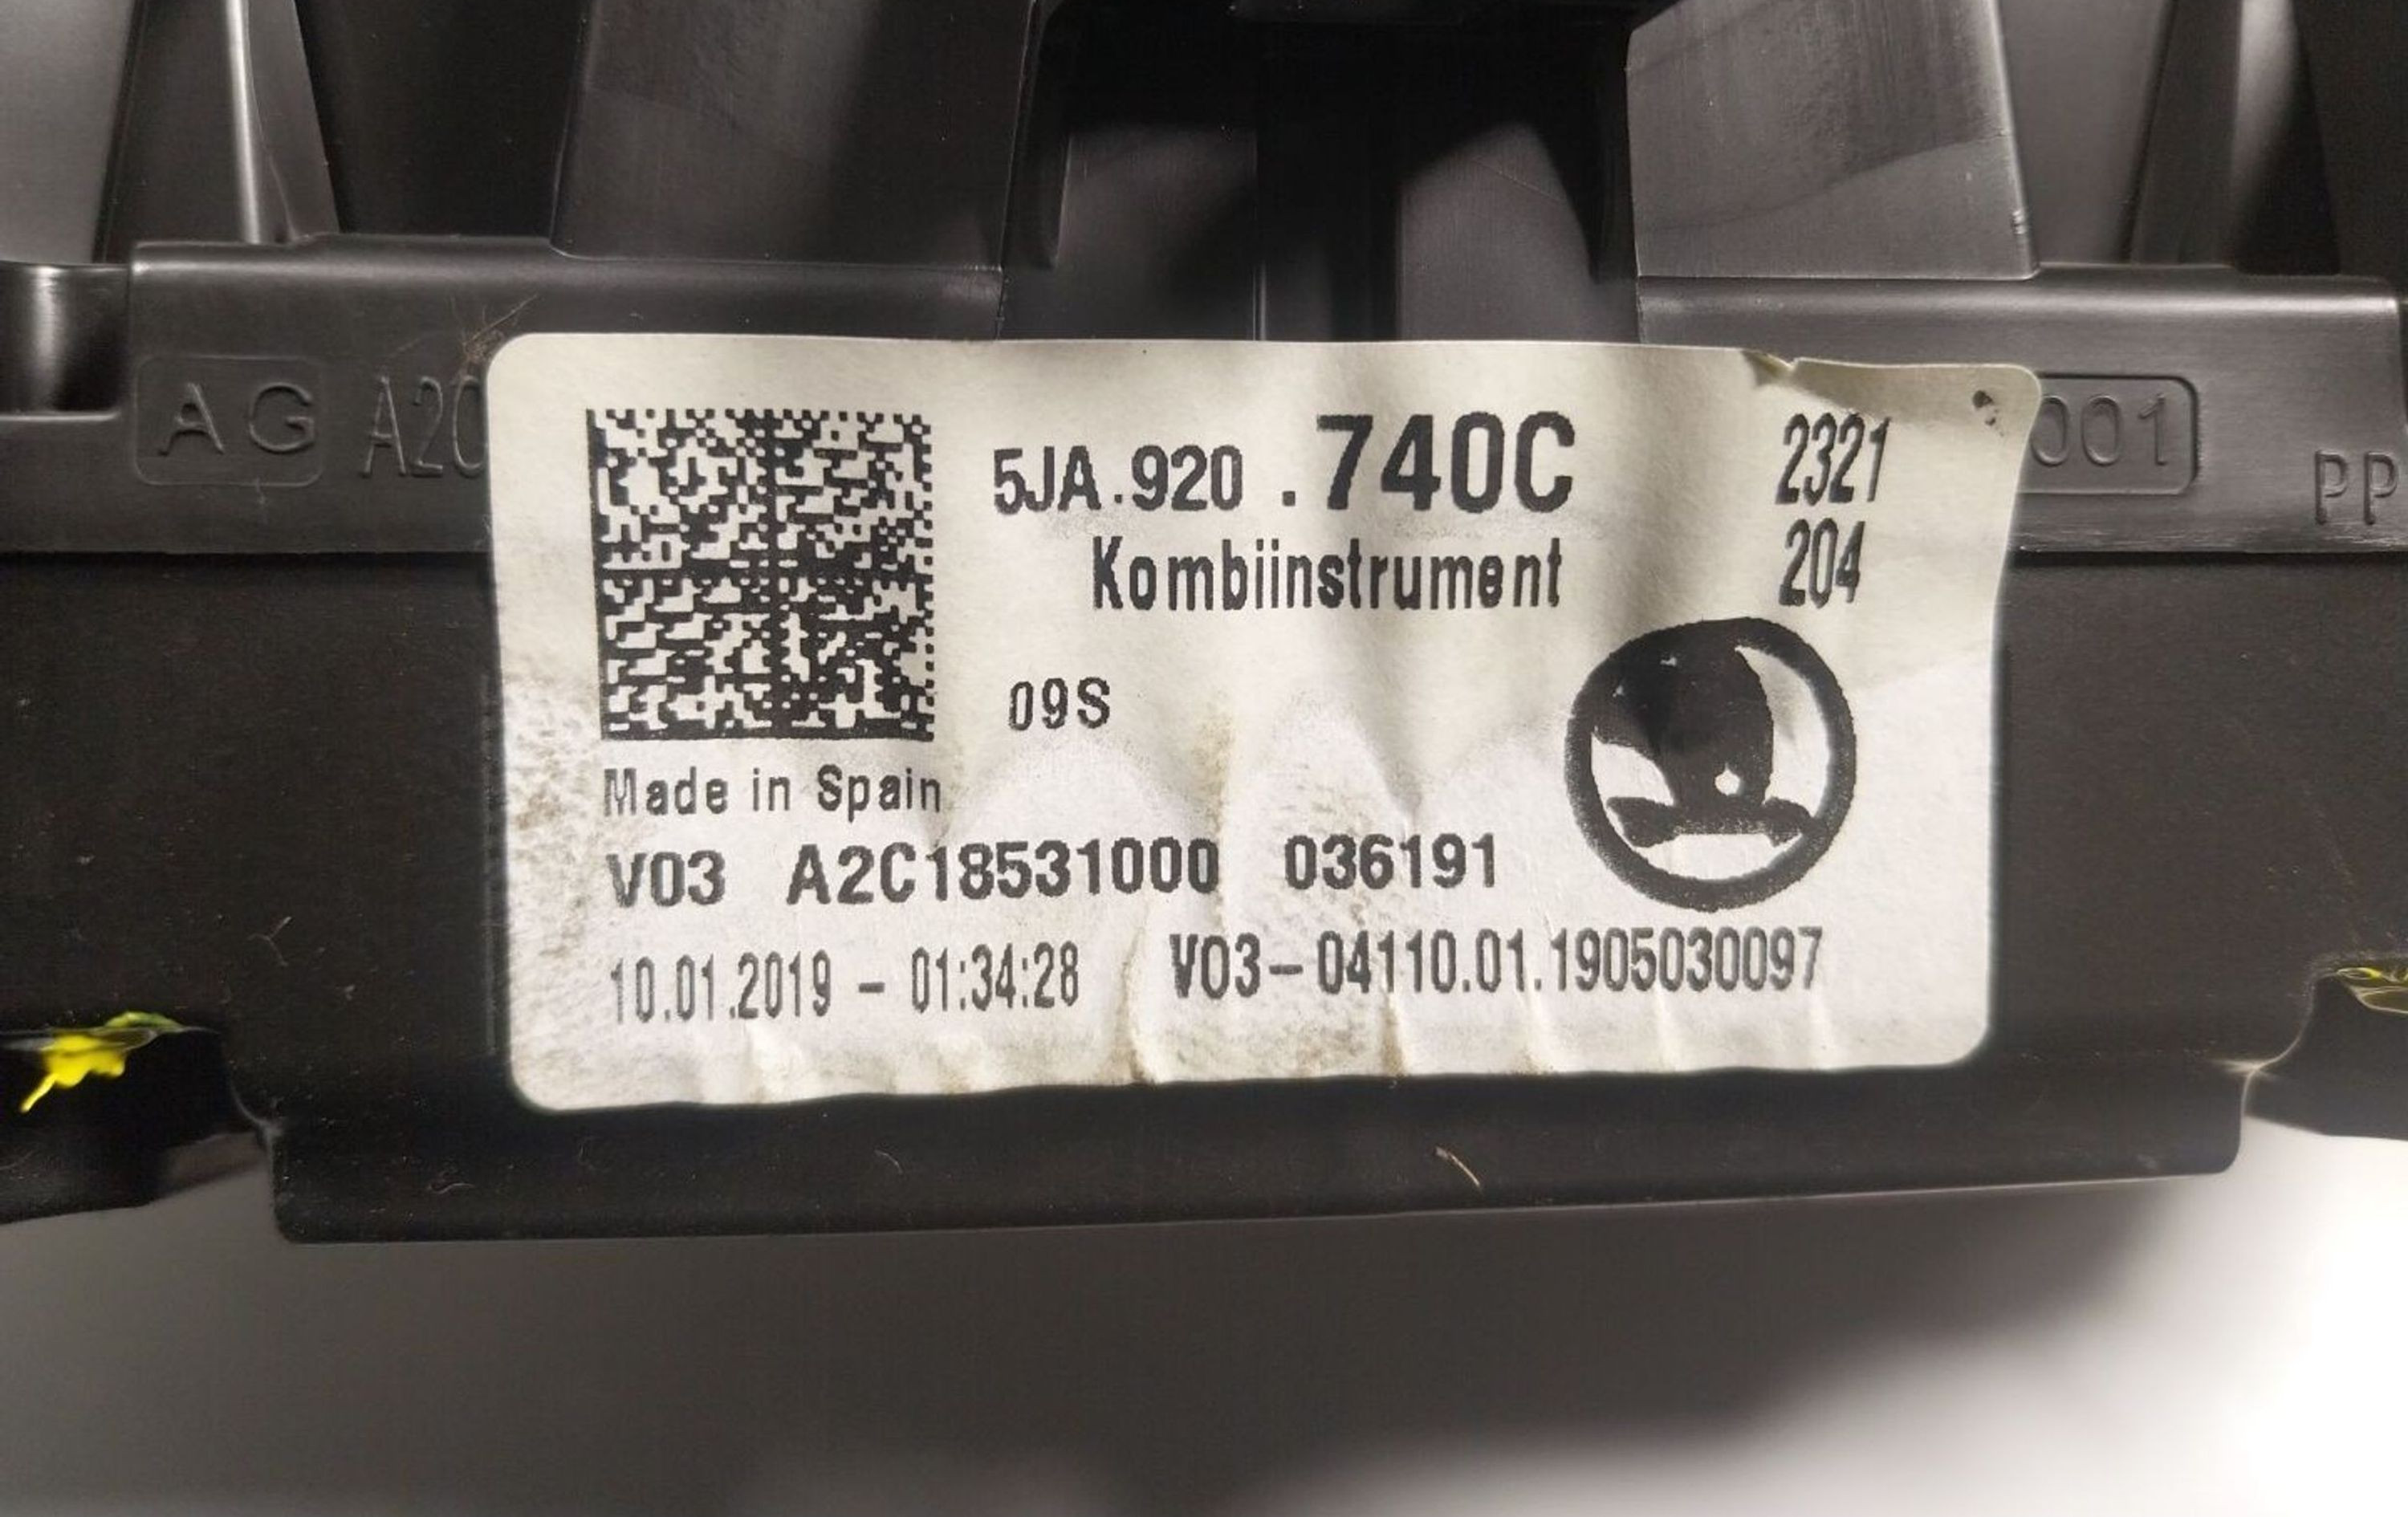 AG A2C
001
PP
5JA.920 .740C 2321
Kombiinstrument 204
09S
Made in Spain
V03 A2C18531000 036191
10.01.2019 - 01:34:28 V03-04110.01.1905030097